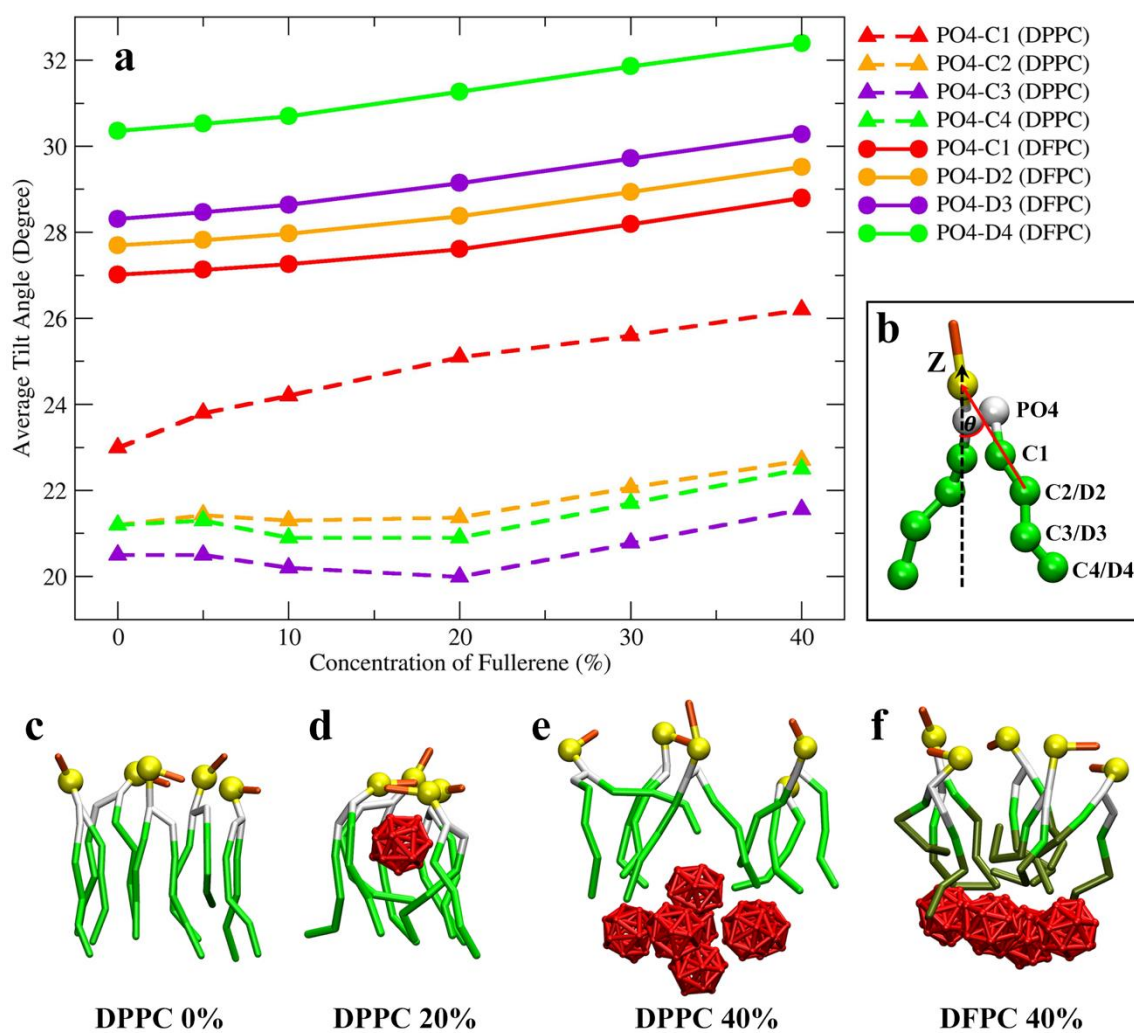 a
32
30
28
26
24
22
20
Average Tilt Angle (Degree)
0
10
20
30
40
Concentration of Fullerene (%)
PO4-C1 (DPPC)
PO4-C2 (DPPC)
PO4-C3 (DPPC)
PO4-C4 (DPPC)
PO4-C1 (DFPC)
PO4-D2 (DFPC)
PO4-D3 (DFPC)
PO4-D4 (DFPC)
b
Z
θ
PO4
C1
C2/D2
C3/D3
C4/D4
c
d
e
f
DPPC 0%
DPPC 20%
DPPC 40%
DFPC 40%